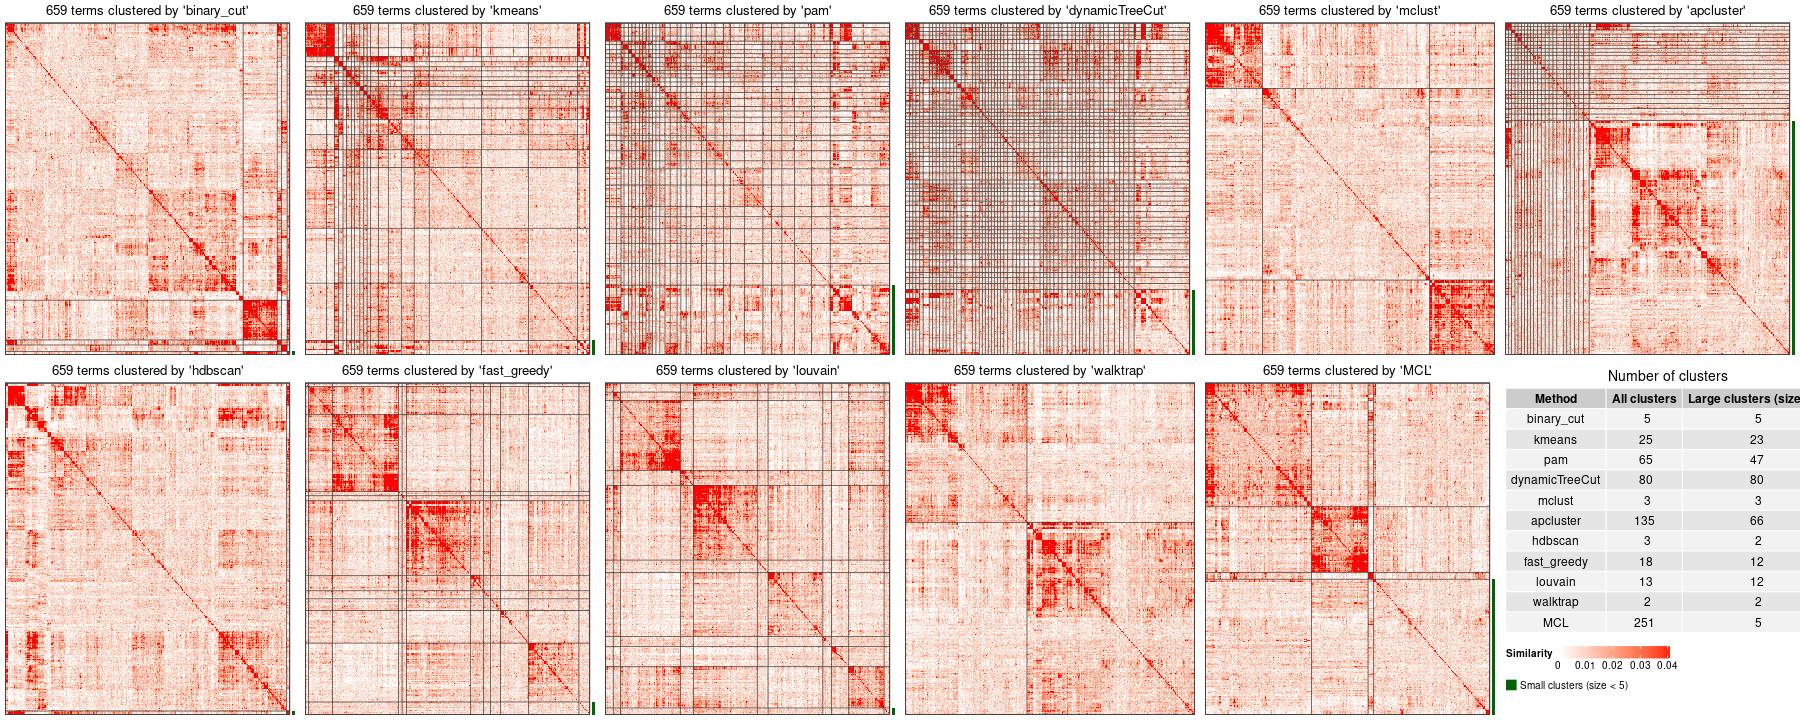 659 terms clustered by 'binary_cut'
659 terms clustered by 'kmeans'
659 terms clustered by 'pam'
659 terms clustered by 'dynamicTreeCut'
659 terms clustered by 'mclust'
659 terms clustered by 'apcluster'
659 terms clustered by 'hdbscan'
659 terms clustered by 'fast_greedy'
659 terms clustered by 'louvain'
659 terms clustered by 'walktrap'
659 terms clustered by 'MCL'
Number of clusters
Method All clusters Large clusters (size
binary_cut 5 5
kmeans 25 23
pam 65 47
dynamicTreeCut 80 80
mclust 3 3
apcluster 135 66
hdbscan 3 2
fast_greedy 18 12
louvain 13 12
walktrap 2 2
MCL 251 5
Similarity
0 0.01 0.02 0.03 0.04
Small clusters (size < 5)